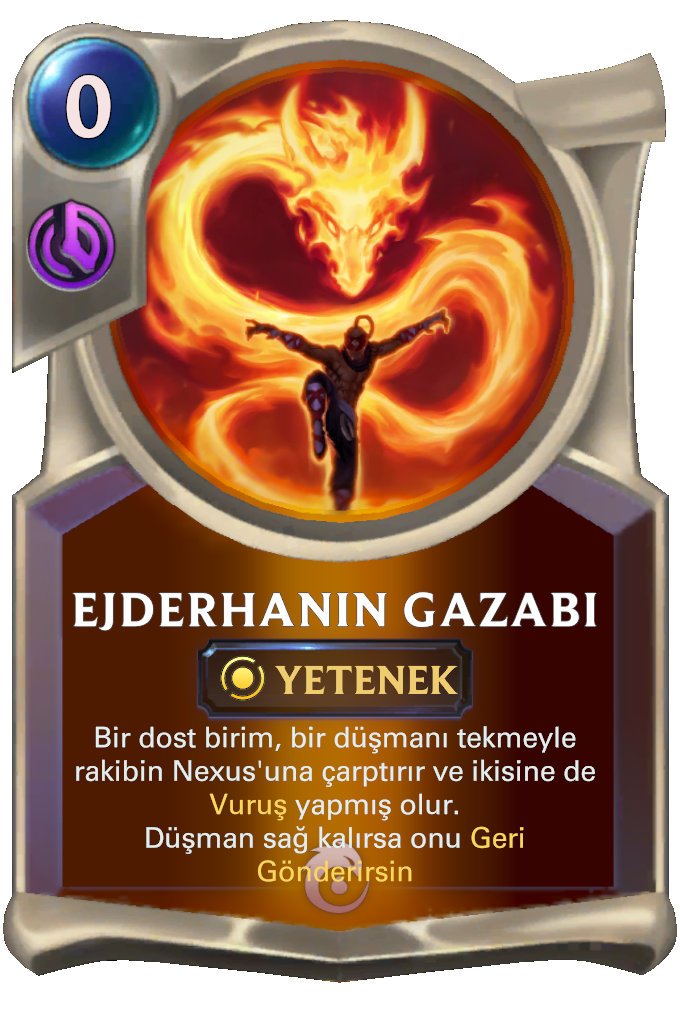 0
EJDERHANIN GAZABI
YETENEK
Bir dost birim, bir düşmanı tekmeyle
rakibin Nexus'una çarptırır ve ikisine de
Vuruş yapmış olur.
Düşman sağ kalırsa onu Geri
Gönderirsin